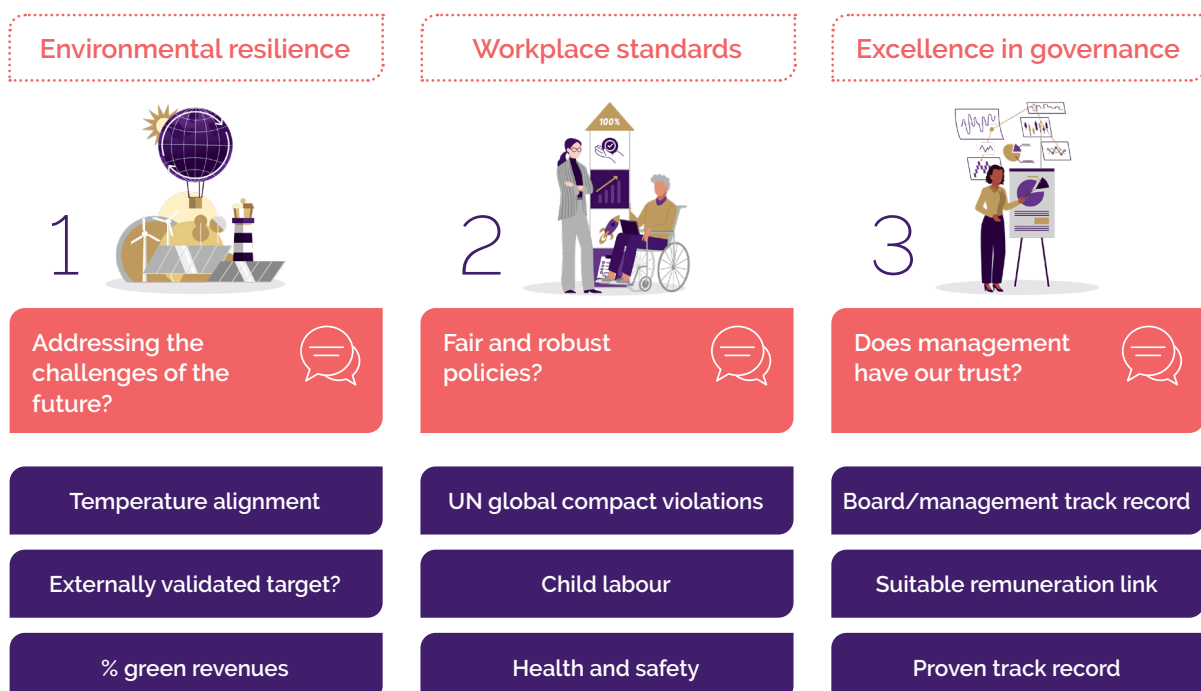 Environmental resilience
Workplace standards
Excellence in governance
100%
1
2
3
Addressing the
challenges of the
future?
Fair and robust
policies?
Does management
have our trust?
Temperature alignment
UN global compact violations
Board/management track record
Externally validated target?
Child labour
Suitable remuneration link
% green revenues
Health and safety
Proven track record